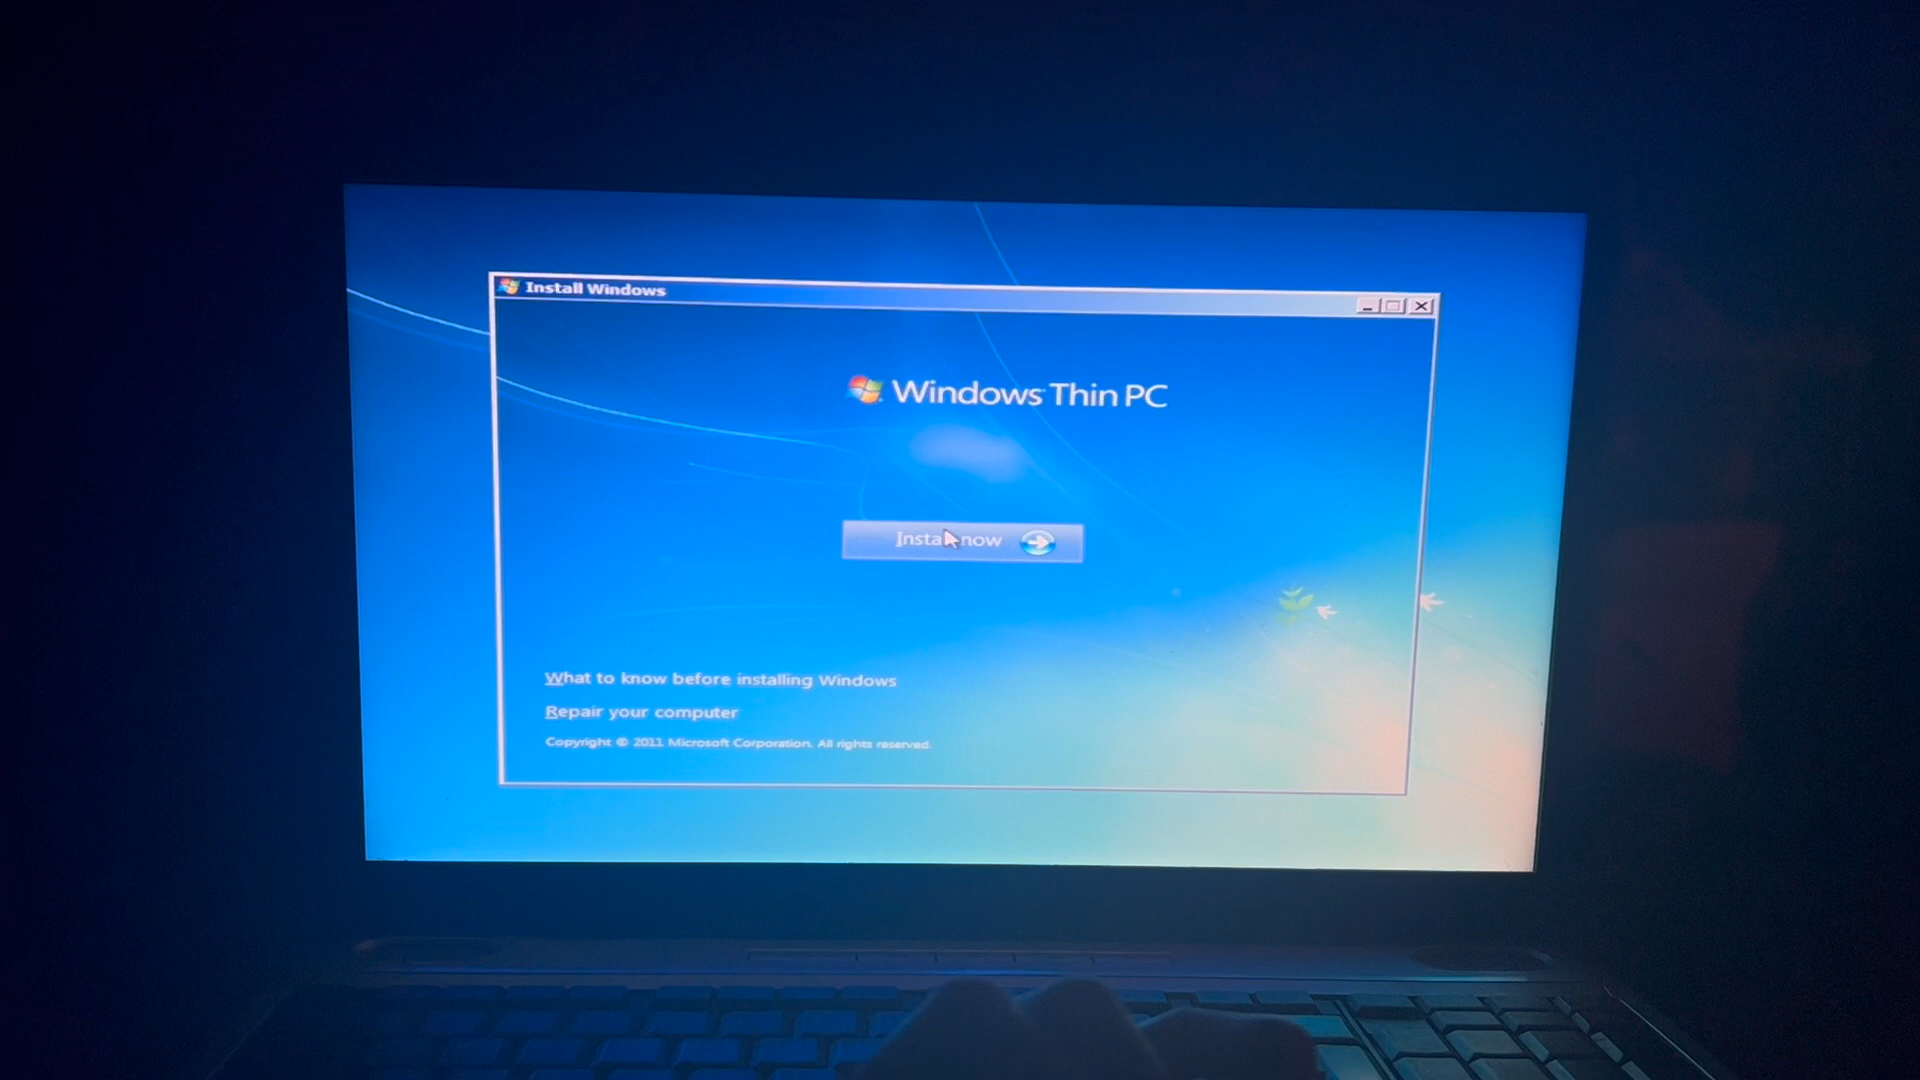 Install Windows
Windows Thin PC
Install now
What to know before installing Windows
Repair your computer
Copyright © 2011 Microsoft Corporation. All rights reserved.